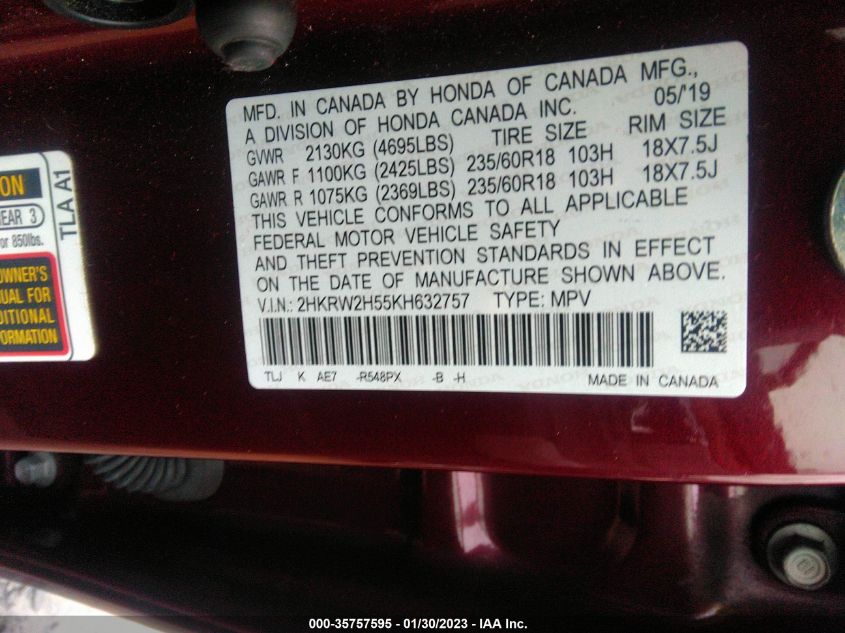 MFD. IN CANADA BY HONDA OF CANADA MFG.,
A DIVISION OF HONDA CANADA INC. 05/'19
GVWR 2130KG (4695LBS) TIRE SIZE RIM SIZE
GAWR F 1100KG (2425LBS) 235/60R18 103H 18X7.5J
GAWR R 1075KG (2369LBS) 235/60R18 103H 18X7.5J
THIS VEHICLE CONFORMS TO ALL APPLICABLE
FEDERAL MOTOR VEHICLE SAFETY
AND THEFT PREVENTION STANDARDS IN EFFECT
ON THE DATE OF MANUFACTURE SHOWN ABOVE.
V.I.N.: 2HKRW2H55KH632757 TYPE: MPV
TLJ K AE7 -R548PX -B -H MADE IN CANADA
ON
EAR 3
or 850lbs.
OWNER'S
UAL FOR
DITIONAL
ORMATION
TLA A1
000-35757595 - 01/30/2023 - IAA Inc.